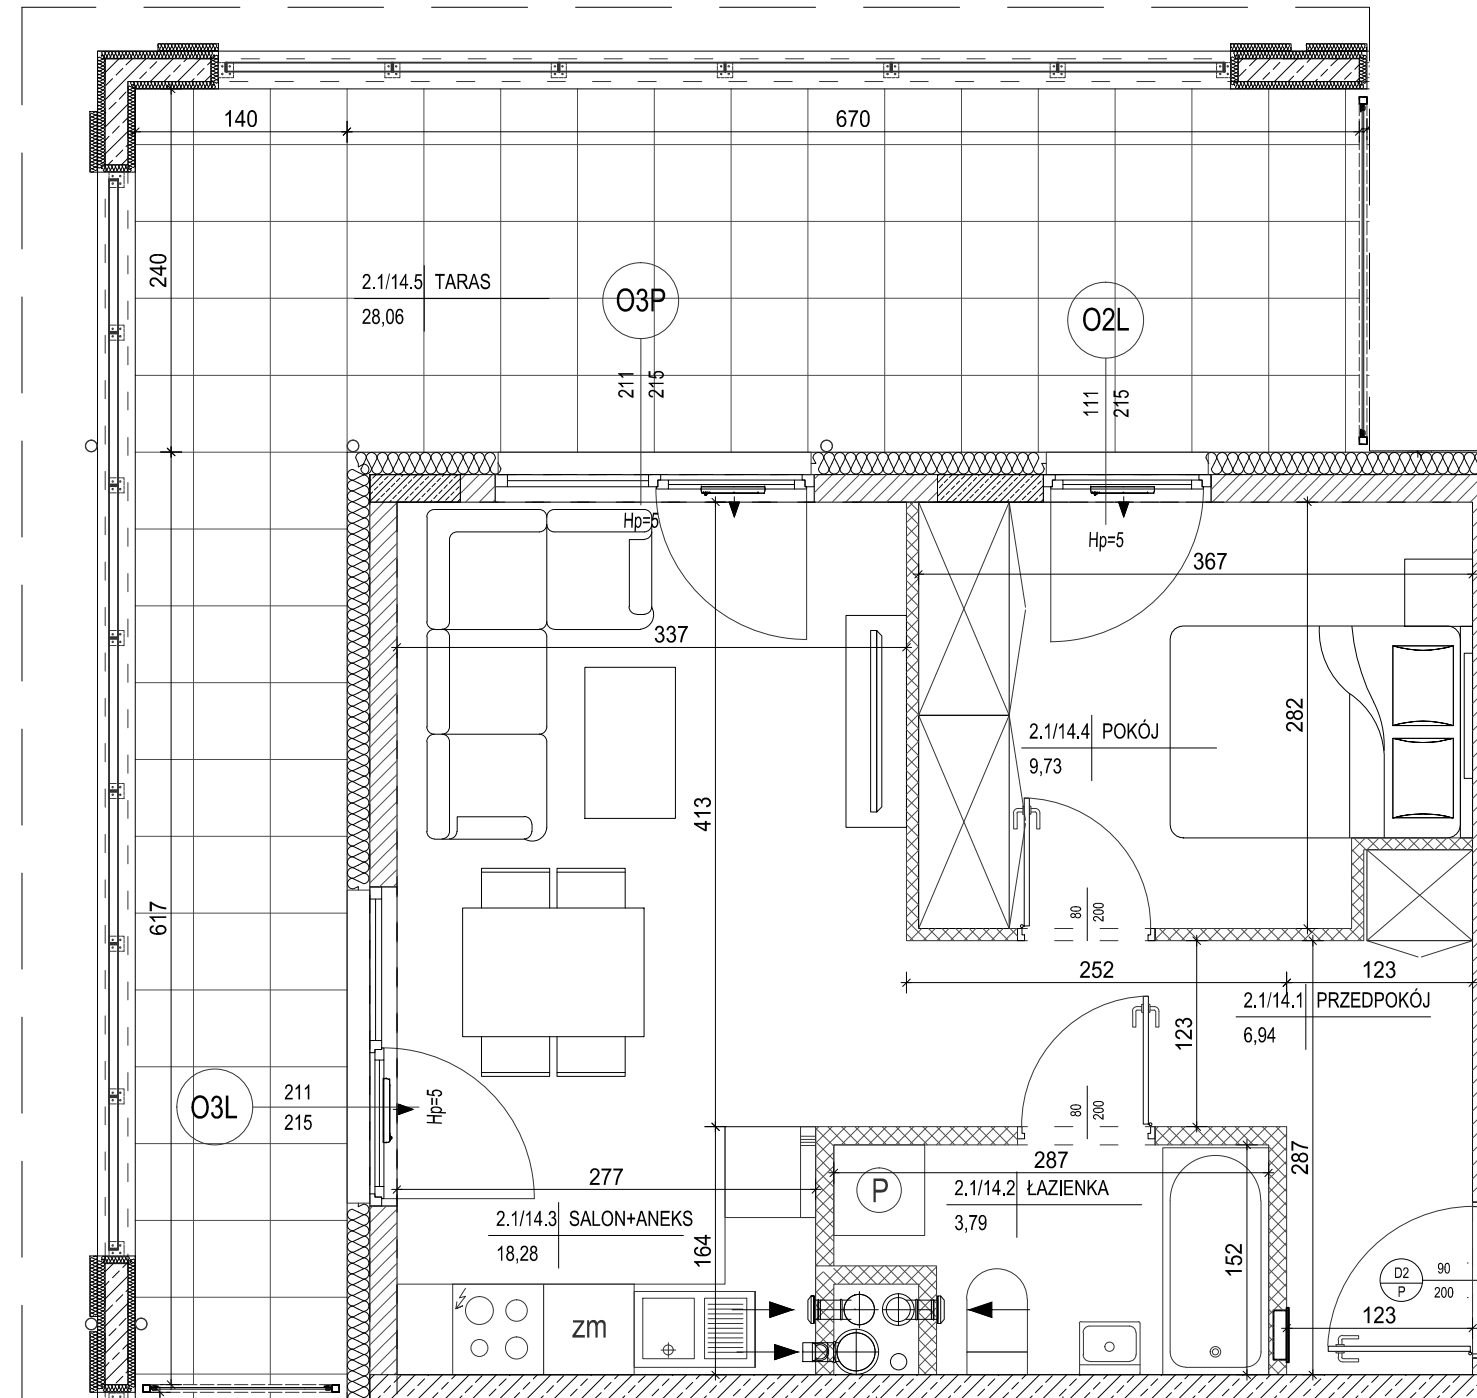 140
670
240
2.1/14.5 TARAS
28,06
O3P
O2L
211
215
111
215
Hp=5
Hp=5
367
337
282
2.1/14.4 POKÓJ
9,73
413
617
80
200
252
123
2.1/14.1 PRZEDPOKÓJ
6,94
123
O3L
211
215
Hp=5
80
200
287
287
277
P
2.1/14.2 ŁAZIENKA
3,79
2.1/14.3 SALON+ANEKS
18,28
164
152
D2
P
90
200
zm
123